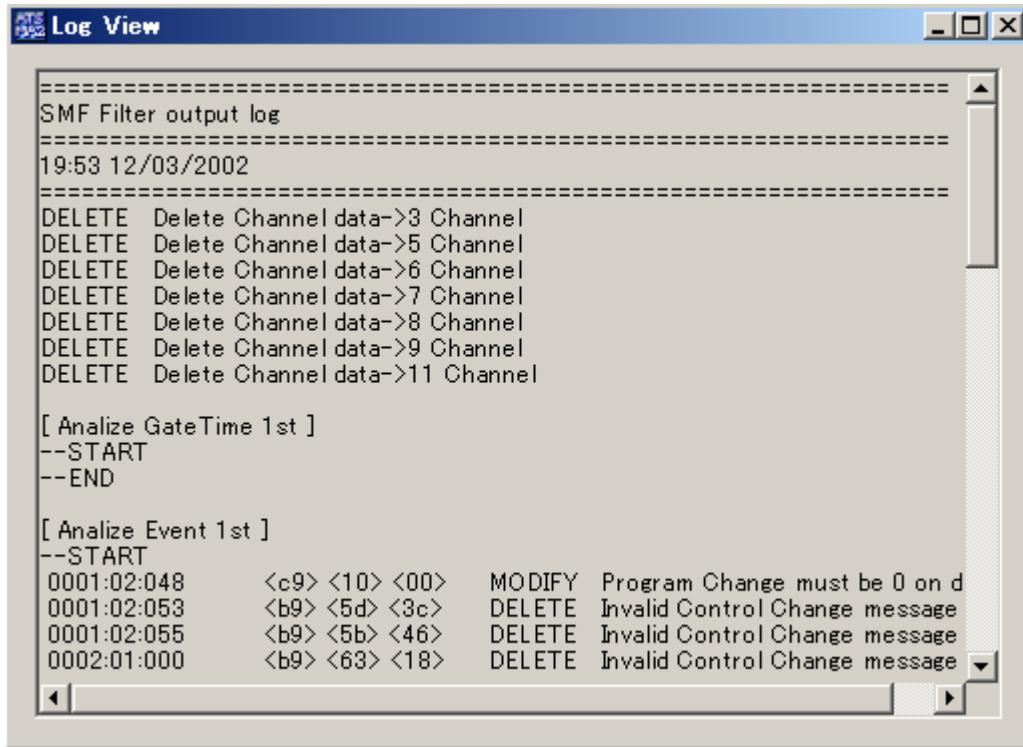 Log View
=================================================================
SMF Filter output log
=================================================================
19:53 12/03/2002
=================================================================
DELETE Delete Channel data->3 Channel
DELETE Delete Channel data->5 Channel
DELETE Delete Channel data->6 Channel
DELETE Delete Channel data->7 Channel
DELETE Delete Channel data->8 Channel
DELETE Delete Channel data->9 Channel
DELETE Delete Channel data->11 Channel
[ Analize GateTime 1st ]
--START
--END
[ Analize Event 1st ]
--START
0001:02:048 <c9> <10> <00> MODIFY Program Change must be 0 on d
0001:02:053 <b9> <5d> <3c> DELETE Invalid Control Change message
0001:02:055 <b9> <5b> <46> DELETE Invalid Control Change message
0002:01:000 <b9> <63> <18> DELETE Invalid Control Change message